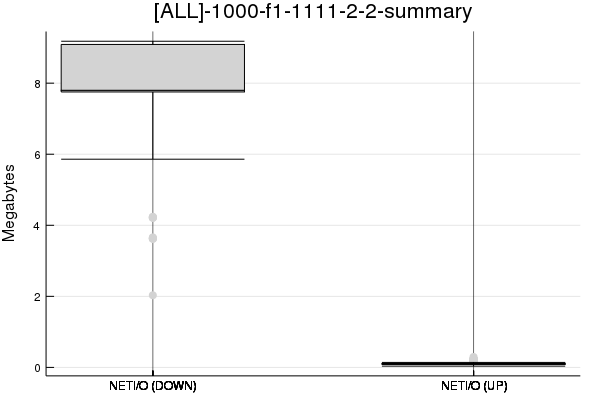 [ALL]-1000-f1-1111-2-2-summary
Megabytes
8
6
4
2
0
NETI/O (DOWN)
NETI/O (UP)